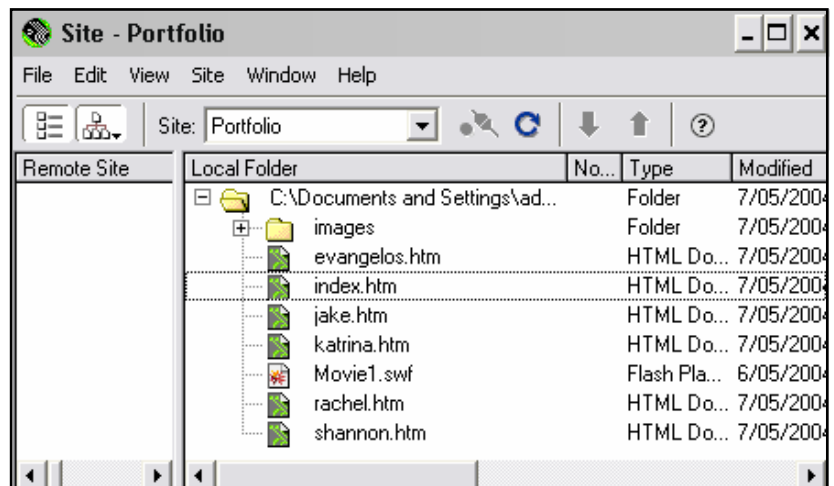 Site - Portfolio
File Edit View Site Window Help
Site: Portfolio
Remote Site Local Folder No... Type Modified
C:\Documents and Settings\ad... Folder 7/05/2004
images Folder 7/05/2004
evangelos.htm HTML Do... 7/05/2004
index.htm HTML Do... 7/05/2004
jake.htm HTML Do... 7/05/2004
katrina.htm HTML Do... 7/05/2004
Movie1.swf Flash Pla... 6/05/2004
rachel.htm HTML Do... 7/05/2004
shannon.htm HTML Do... 7/05/2004